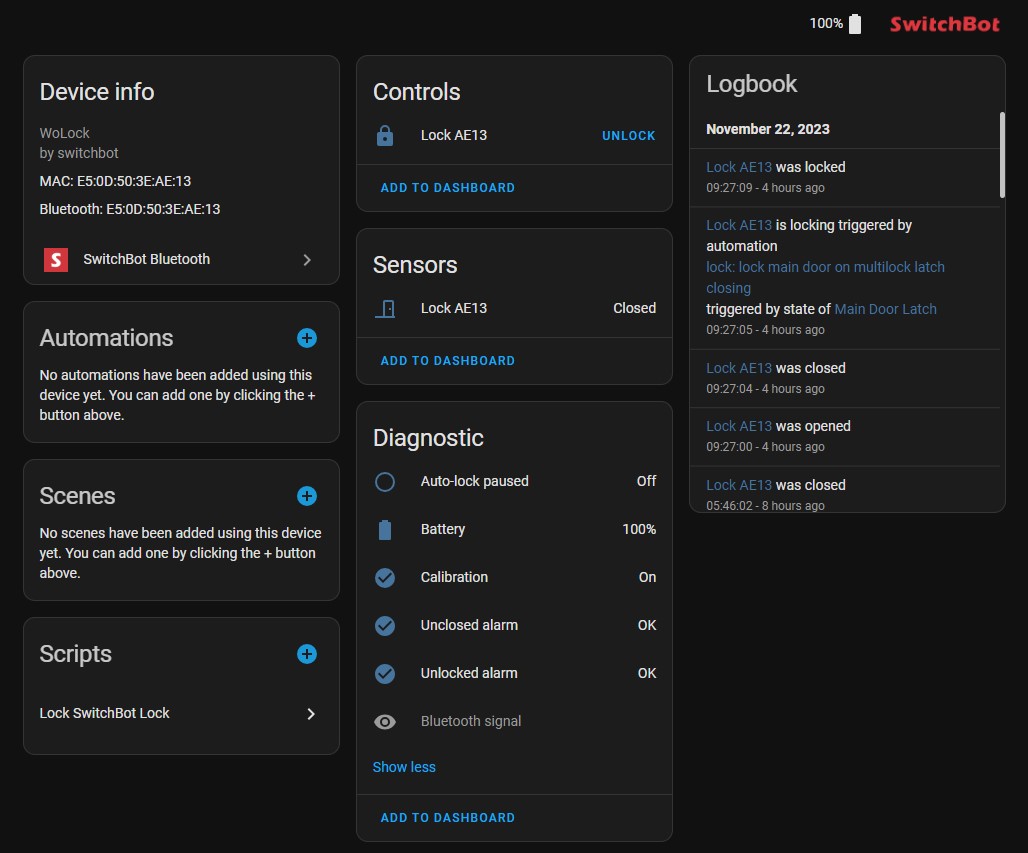 100%
SwitchBot
Device info
WoLock
by switchbot
MAC: E5:0D:50:3E:AE:13
Bluetooth: E5:0D:50:3E:AE:13
S
SwitchBot Bluetooth
Automations
No automations have been added using this
device yet. You can add one by clicking the +
button above.
Scenes
No scenes have been added using this device
yet. You can add one by clicking the + button
above.
Scripts
Lock SwitchBot Lock
Controls
Lock AE13 UNLOCK
ADD TO DASHBOARD
Sensors
Lock AE13 Closed
ADD TO DASHBOARD
Diagnostic
Auto-lock paused Off
Battery 100%
Calibration On
Unclosed alarm OK
Unlocked alarm OK
Bluetooth signal
Show less
ADD TO DASHBOARD
Logbook
November 22, 2023
Lock AE13 was locked
09:27:09 - 4 hours ago
Lock AE13 is locking triggered by
automation
lock: lock main door on multilock latch
closing
triggered by state of Main Door Latch
09:27:05 - 4 hours ago
Lock AE13 was closed
09:27:04 - 4 hours ago
Lock AE13 was opened
09:27:00 - 4 hours ago
Lock AE13 was closed
05:46:02 - 8 hours ago